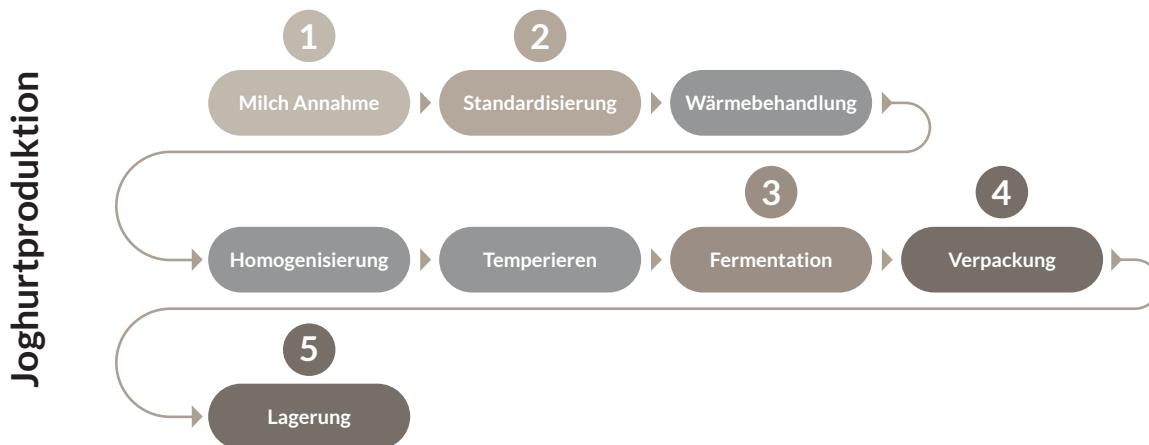 Joghurtproduktion
1
2
Milch Annahme
Standardisierung
Wärmebehandlung
3
4
Homogenisierung
Temperieren
Fermentation
Verpackung
5
Lagerung